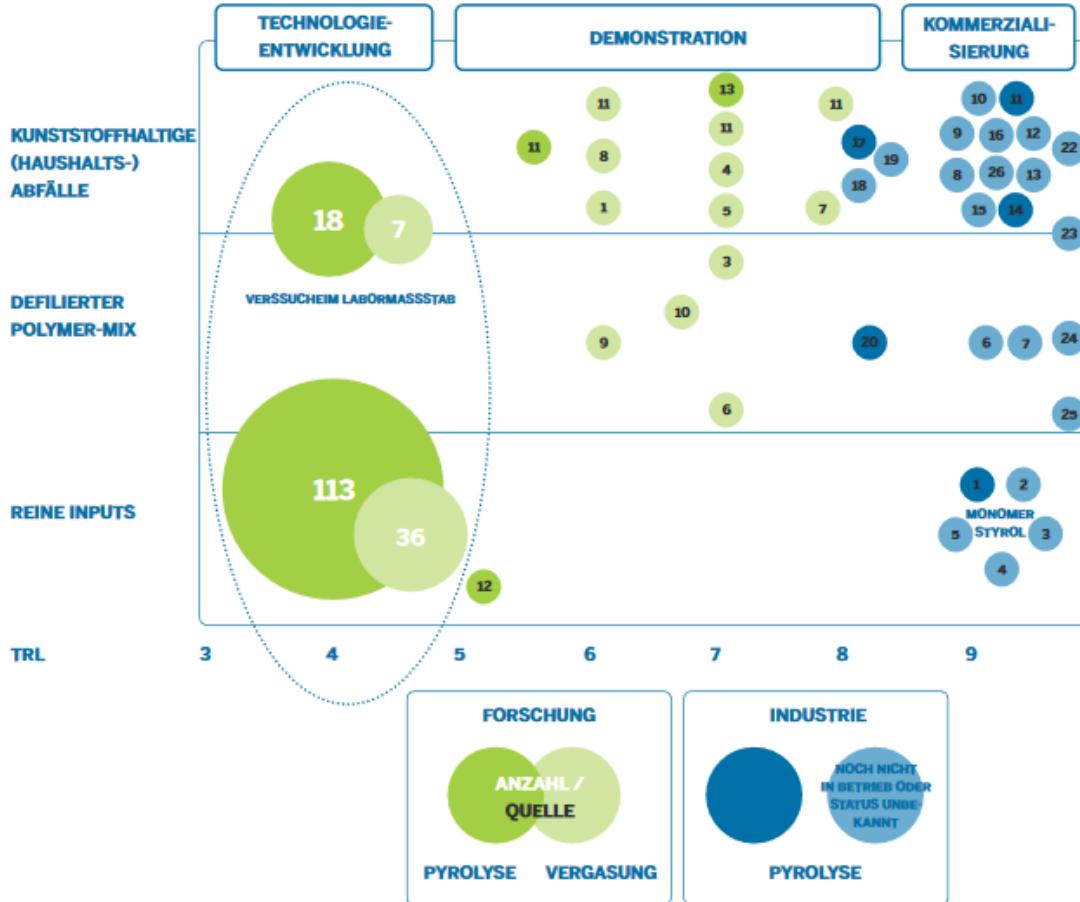 TECHNOLOGIE-
ENTWICKLUNG
DEMONSTRATION
KOMMERZIALI-
SIERUNG
KUNSTSTOFFHALTIGE
(HAUSHALTS-)
ABFÄLLE
18
7
11
11
8
1
13
11
4
5
11
17
19
18
7
10
11
9
16
12
22
8
26
13
15
14
23
VERSSUCHEIM LABÖRMASSSTAB
DEFILIERTER
POLYMER-MIX
3
10
9
20
6
7
24
6
25
REINE INPUTS
113
36
12
1
2
MÖNÖMER
STYRÖL
5
3
4
TRL
3
4
5
6
7
8
9
FORSCHUNG
ANZAHL /
QUELLE
PYROLYSE
VERGASUNG
INDUSTRIE
NOCH NICHT
IN BETRIEB ÖDER
STATUS UNBE-
KANNT
PYROLYSE